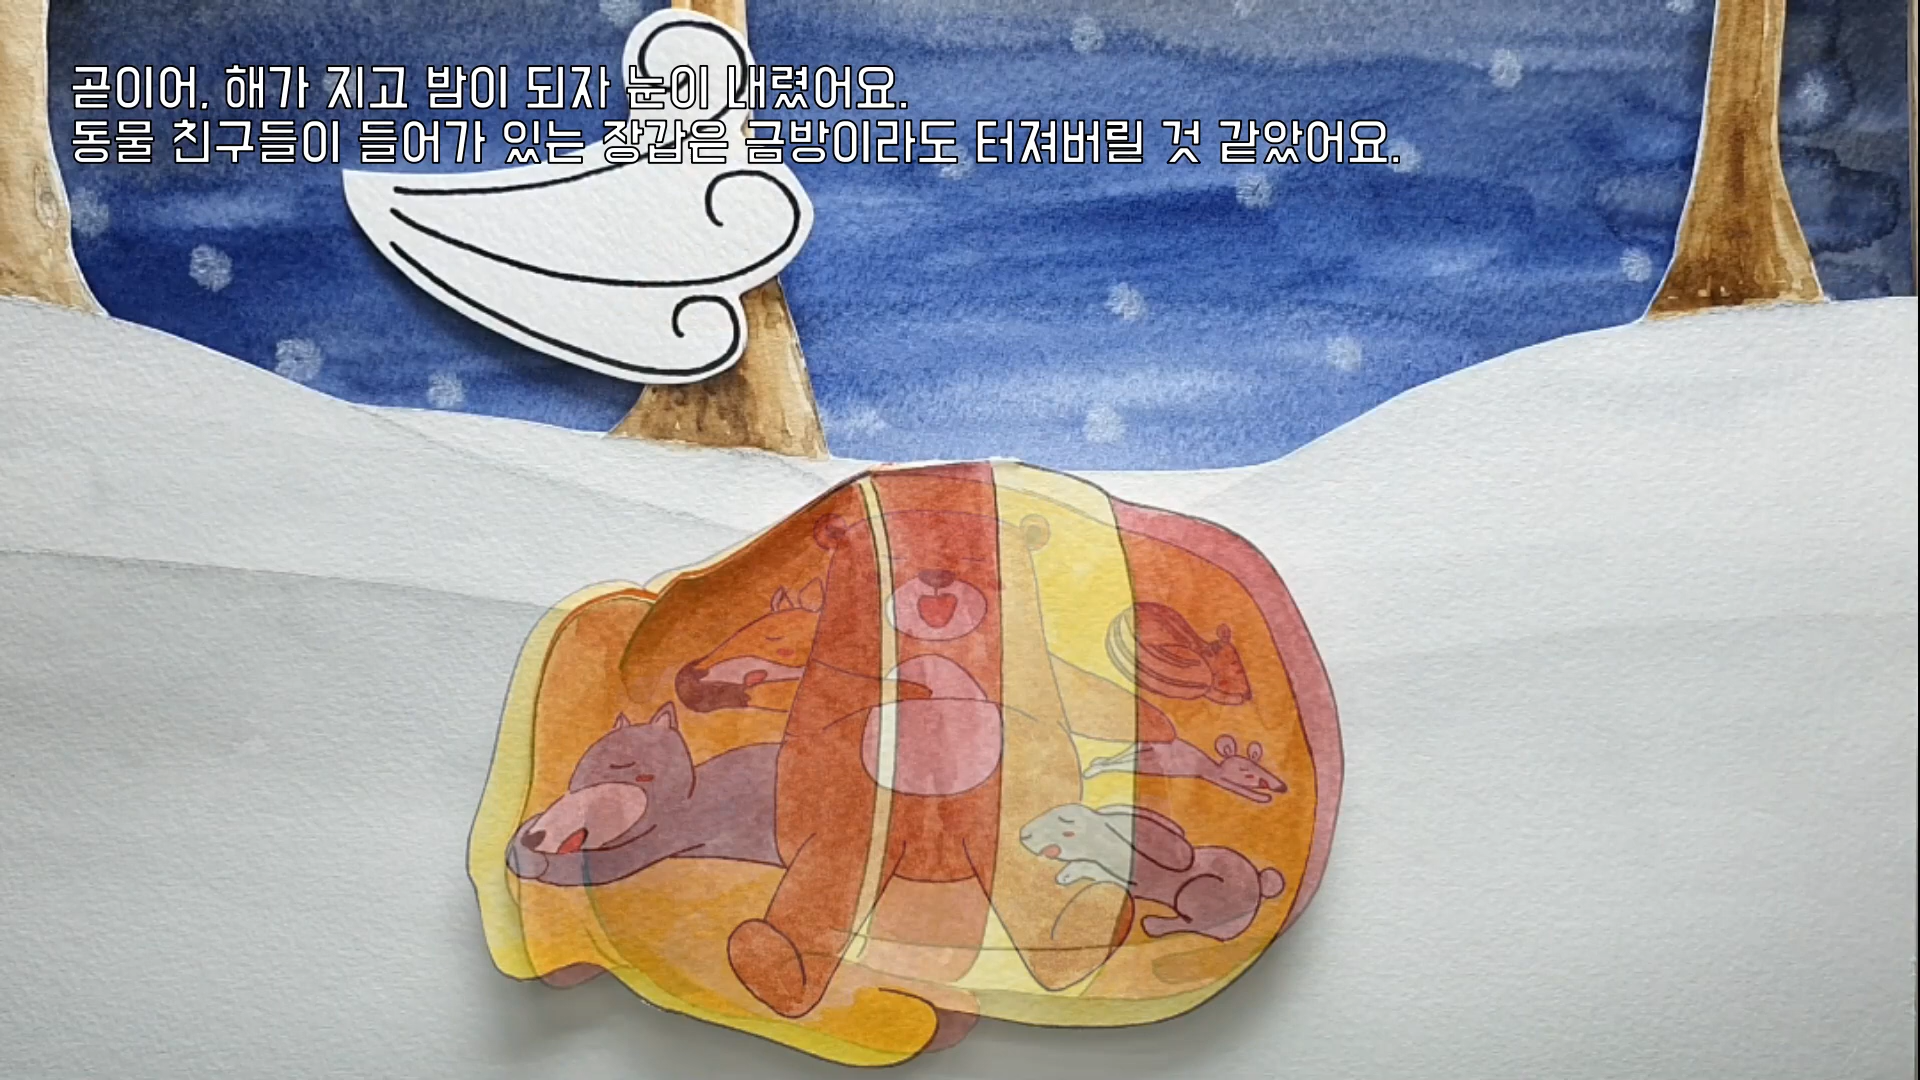 곧이어, 해가 지고 밤이 되자 눈이 내렸어요.
동물 친구들이 들어가 있는 장갑은 금방이라도 터져버릴 것 같았어요.